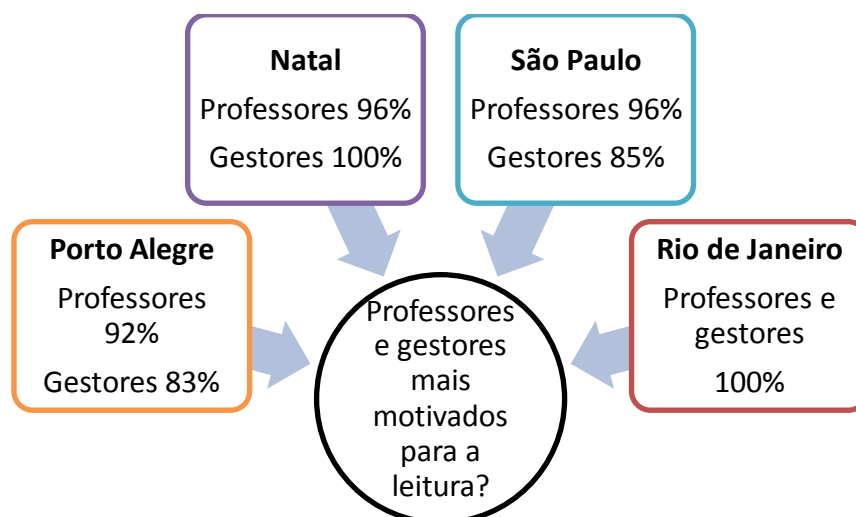 Natal
Professores 96%
Gestores 100%
São Paulo
Professores 96%
Gestores 85%
Porto Alegre
Professores
92%
Gestores 83%
Rio de Janeiro
Professores e
gestores
100%
Professores
e gestores
mais
motivados
para a
leitura?